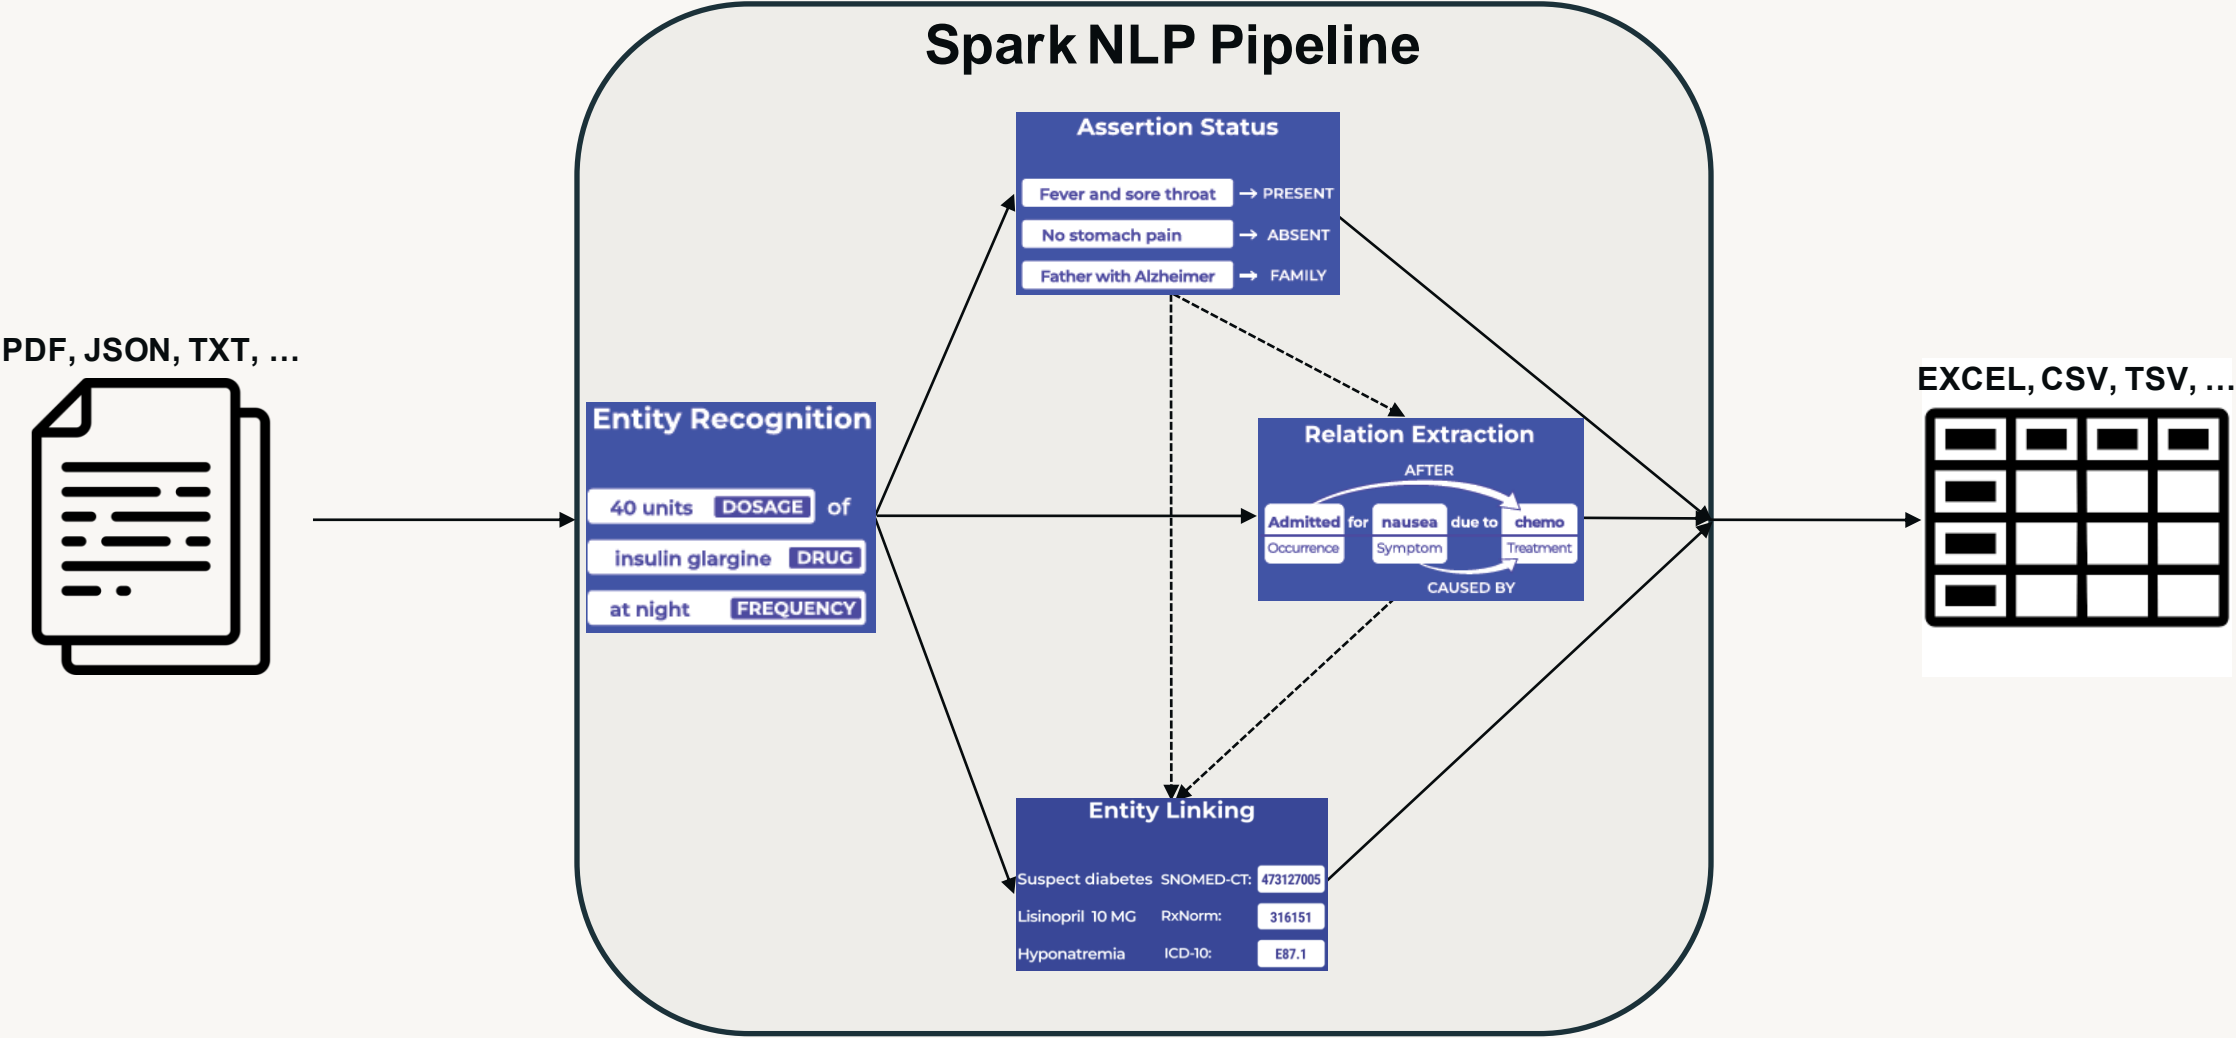 Spark NLP Pipeline
PDF, JSON, TXT, ...
Entity Recognition
40 units DOSAGE of
insulin glargine DRUG
at night FREQUENCY
Assertion Status
Fever and sore throat → PRESENT
No stomach pain → ABSENT
Father with Alzheimer → FAMILY
Relation Extraction
AFTER
Admitted for nausea due to chemo
Occurrence Symptom Treatment
CAUSED BY
Entity Linking
Suspect diabetes SNOMED-CT: 473127005
Lisinopril 10 MG RxNorm: 316151
Hyponatremia ICD-10: E87.1
EXCEL, CSV, TSV, ...